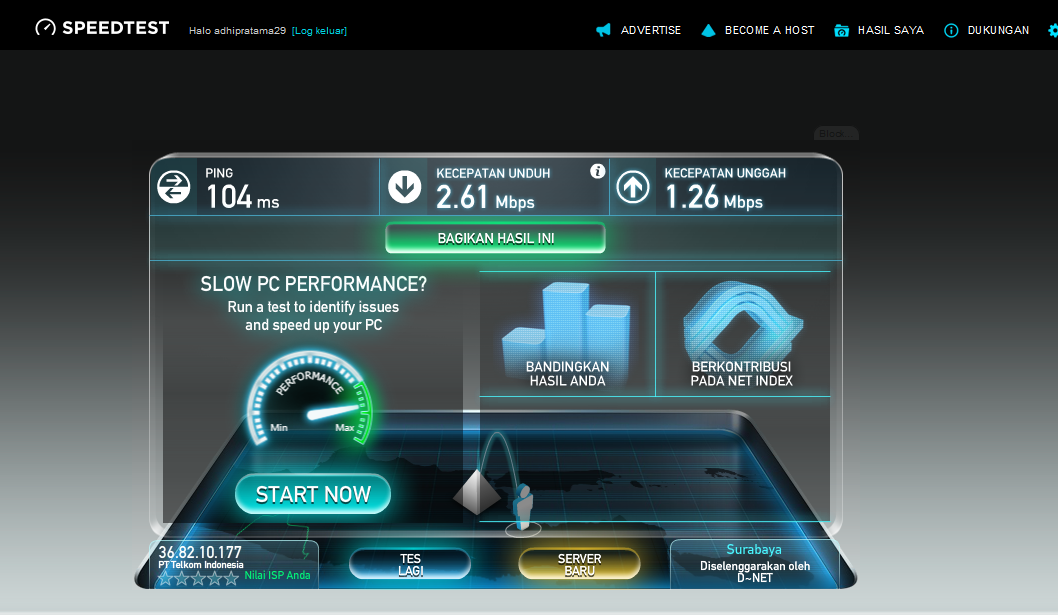 SPEEDTEST
Halo adhipratama29 [Log keluar]
ADVERTISE
BECOME A HOST
HASIL SAYA
DUKUNGAN
PING
104 ms
KECEPATAN UNDUH
2.61 Mbps
KECEPATAN UNGGAH
1.26 Mbps
BAGIKAN HASIL INI
SLOW PC PERFORMANCE?
Run a test to identify issues
and speed up your PC
PERFORMANCE
Min
Max
START NOW
BANDINGKAN
HASIL ANDA
BERKONTRIBUSI
PADA NET INDEX
36.82.10.177
PT Telkom Indonesia
Nilai ISP Anda
TES
LAGI
SERVER
BARU
Surabaya
Diselenggarakan oleh
D~NET